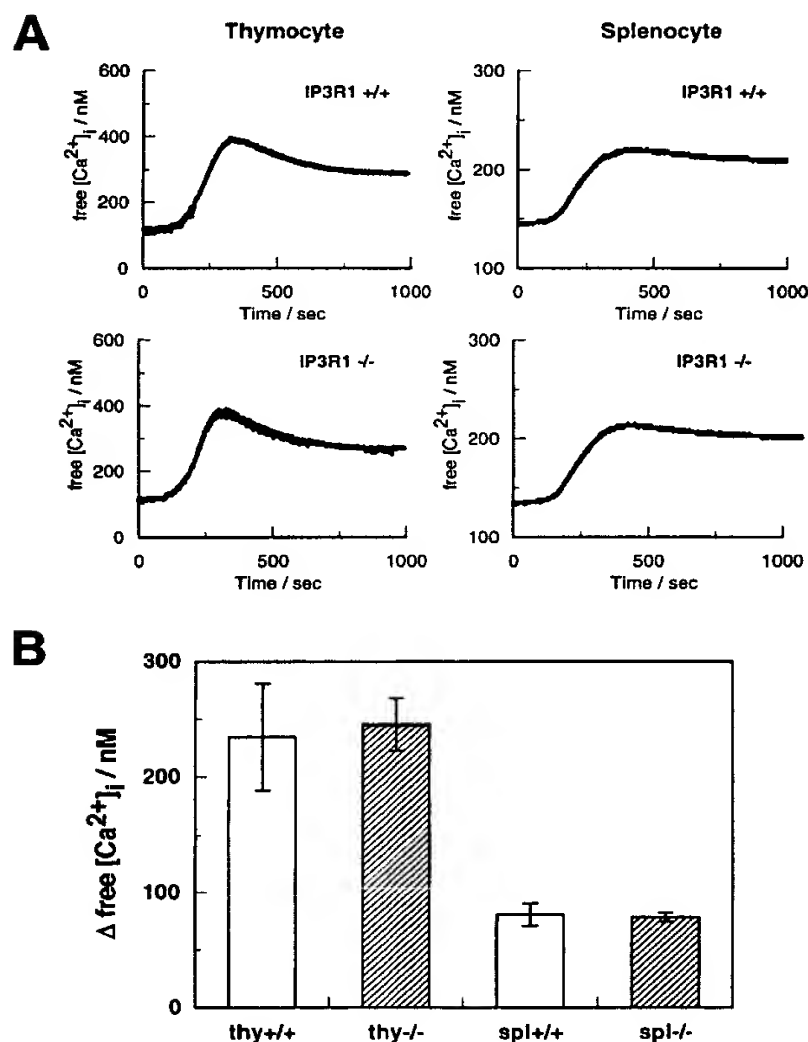 A
Thymocyte
Splenocyte
600
400
200
0
free [Ca2+]i / nM
IP3R1 +/+
0 500 1000
Time / sec
300
200
100
free [Ca2+]i / nM
IP3R1 +/+
0 500 1000
Time / sec
600
400
200
0
free [Ca2+]i / nM
IP3R1 -/-
0 500 1000
Time / sec
300
200
100
free [Ca2+]i / nM
IP3R1 -/-
0 500 1000
Time / sec
B
300
200
100
0
Δ free [Ca2+]i / nM
thy+/+ thy-/- spl+/+ spl-/-